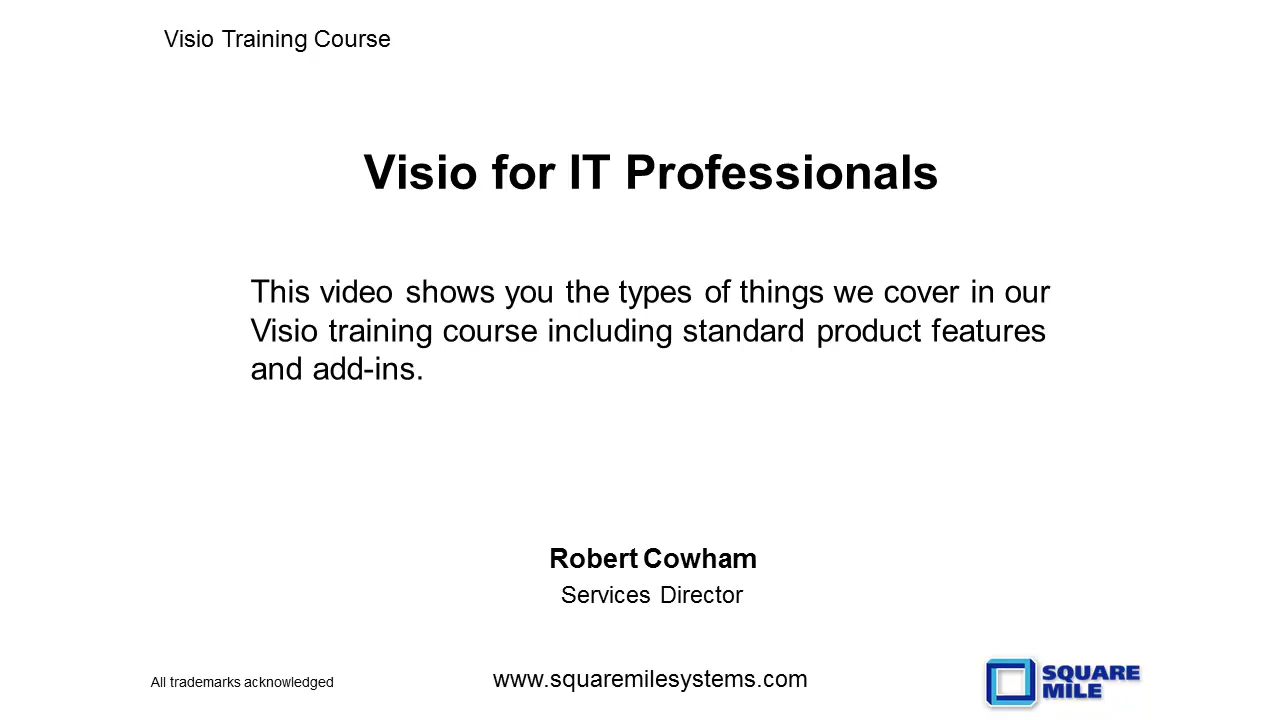 Visio Training Course
Visio for IT Professionals
This video shows you the types of things we cover in our
Visio training course including standard product features
and add-ins.
Robert Cowham
Services Director
All trademarks acknowledged
www.squaremilesystems.com
SQUARE
MILE